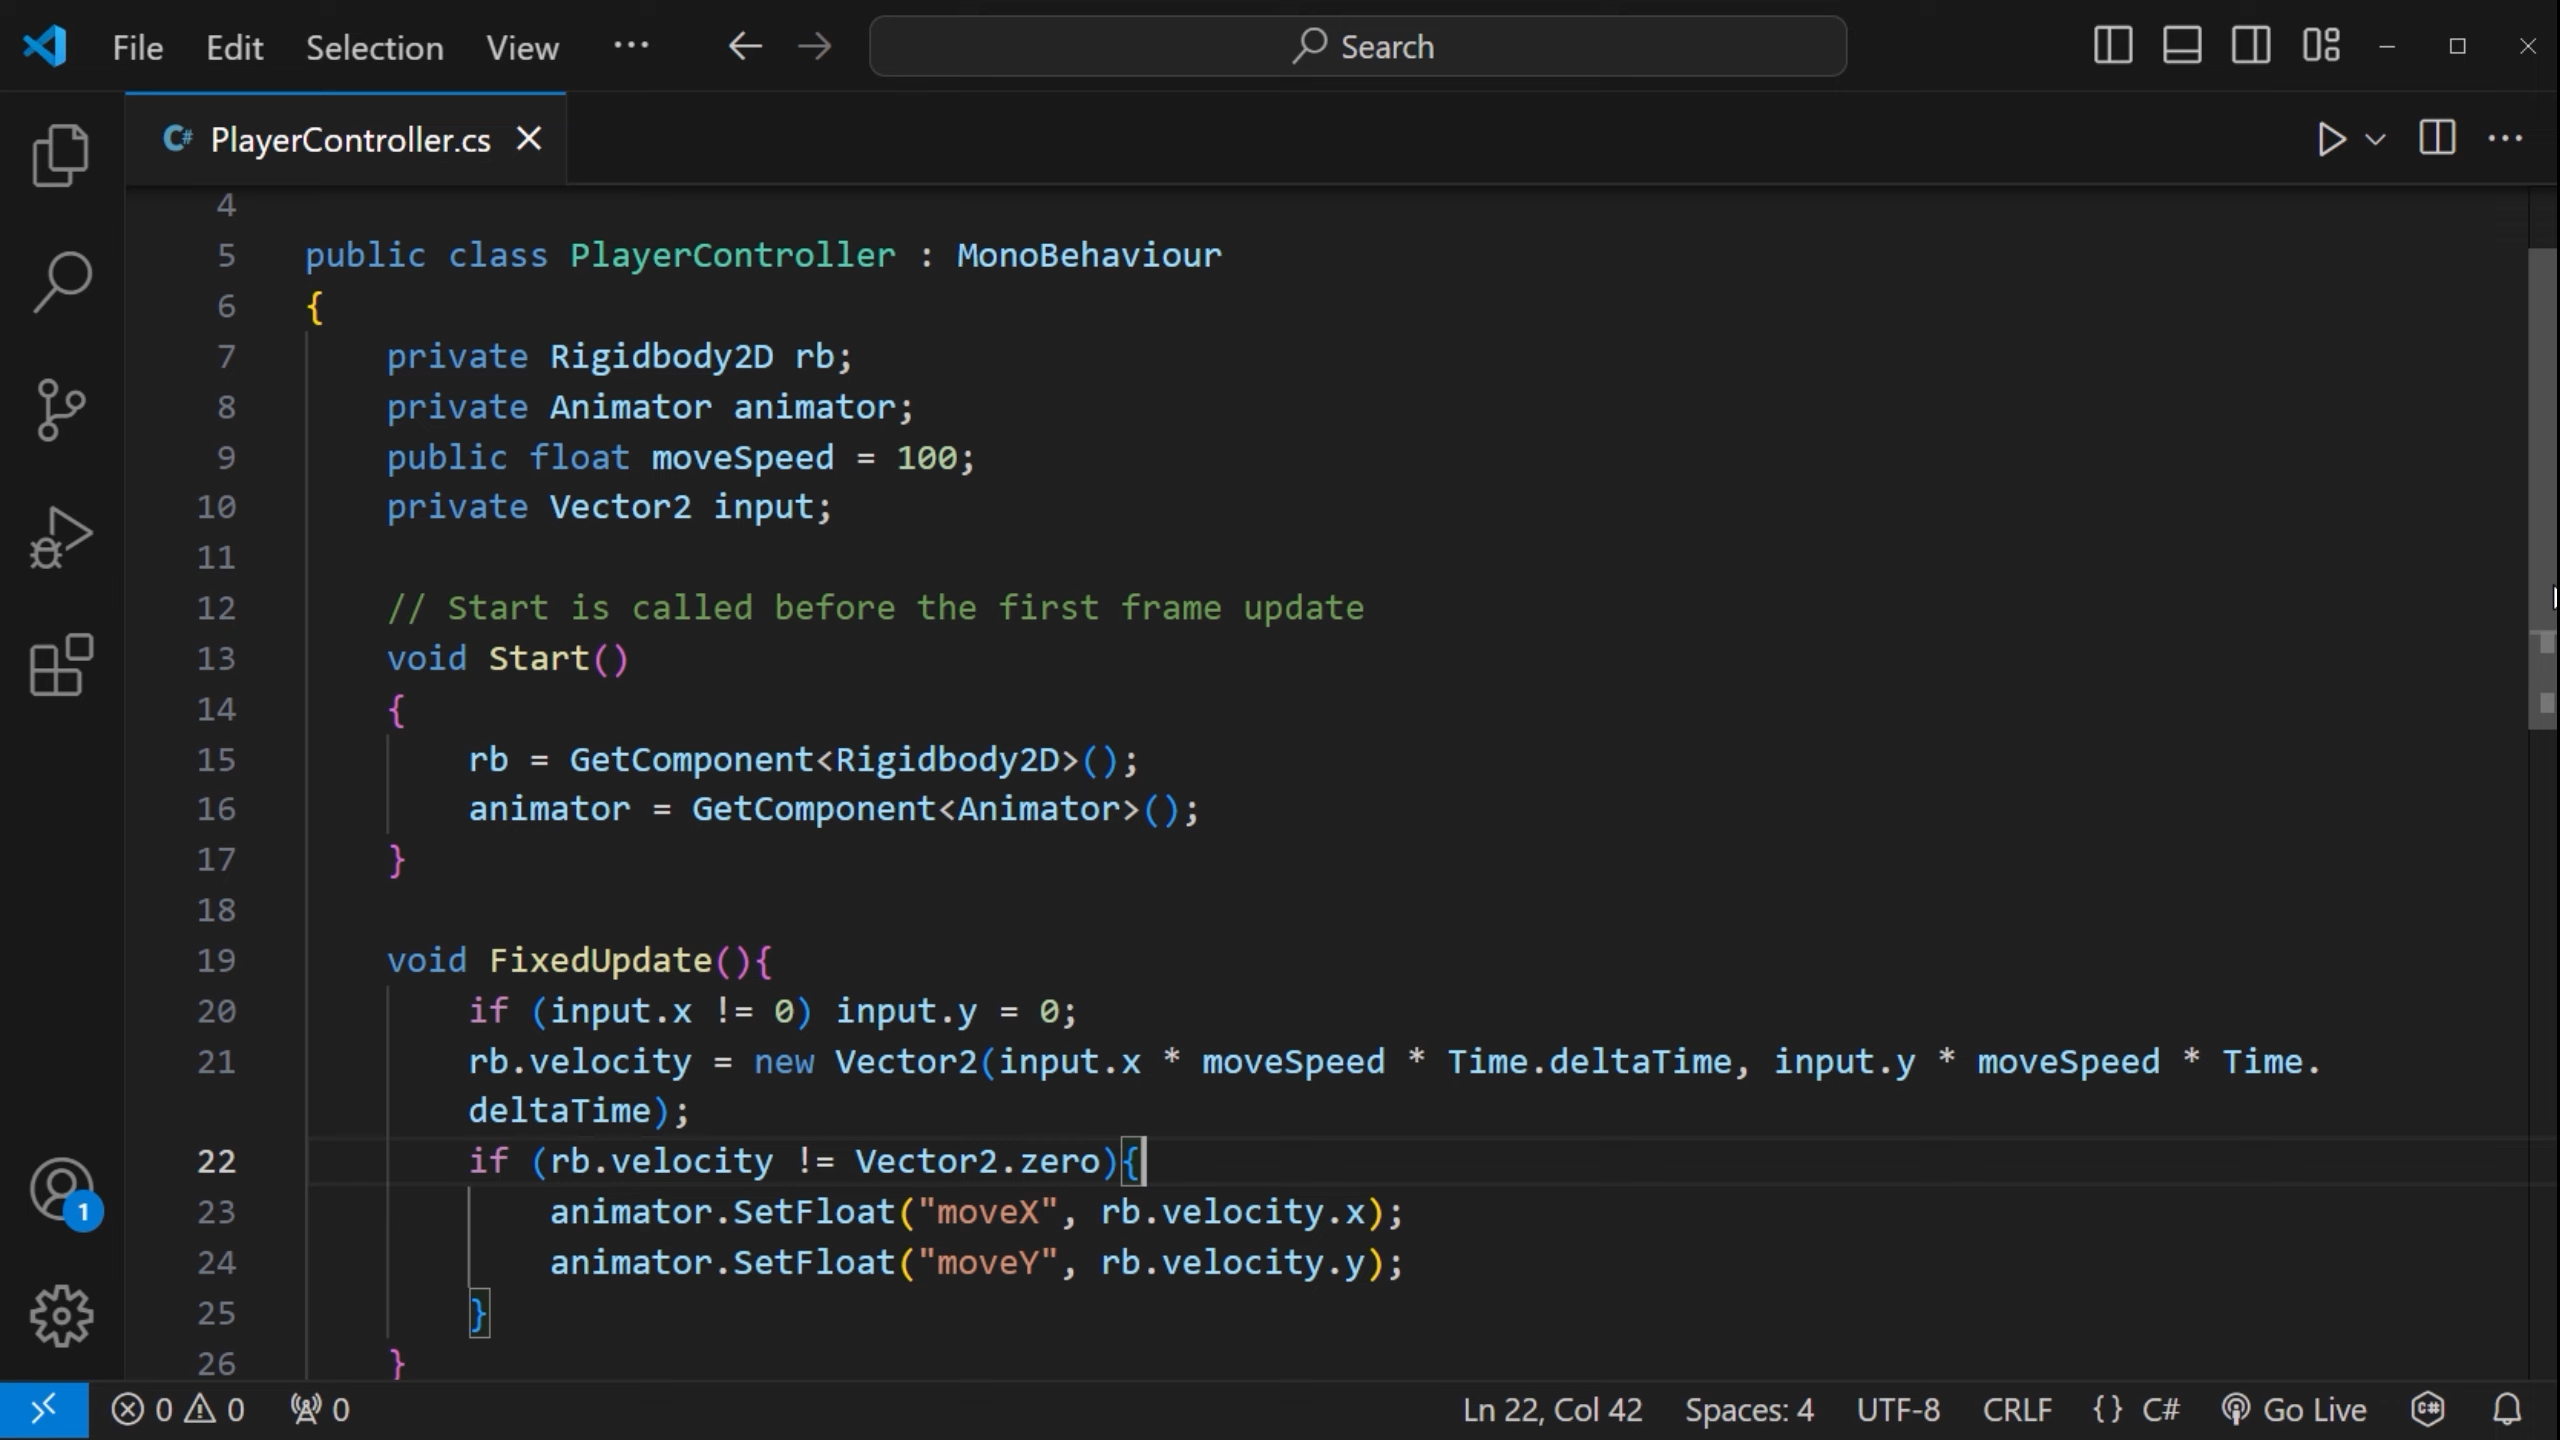 File Edit Selection View ··· Search
PlayerController.cs
4
5 public class PlayerController : MonoBehaviour
6 {
7 private Rigidbody2D rb;
8 private Animator animator;
9 public float moveSpeed = 100;
10 private Vector2 input;
11
12 // Start is called before the first frame update
13 void Start()
14 {
15 rb = GetComponent<Rigidbody2D>();
16 animator = GetComponent<Animator>();
17 }
18
19 void FixedUpdate(){
20 if (input.x != 0) input.y = 0;
21 rb.velocity = new Vector2(input.x * moveSpeed * Time.deltaTime, input.y * moveSpeed * Time.
deltaTime);
22 if (rb.velocity != Vector2.zero){
23 animator.SetFloat("moveX", rb.velocity.x);
24 animator.SetFloat("moveY", rb.velocity.y);
25 }
26 }
1
0 0 0 Ln 22, Col 42 Spaces: 4 UTF-8 CRLF {} C# Go Live